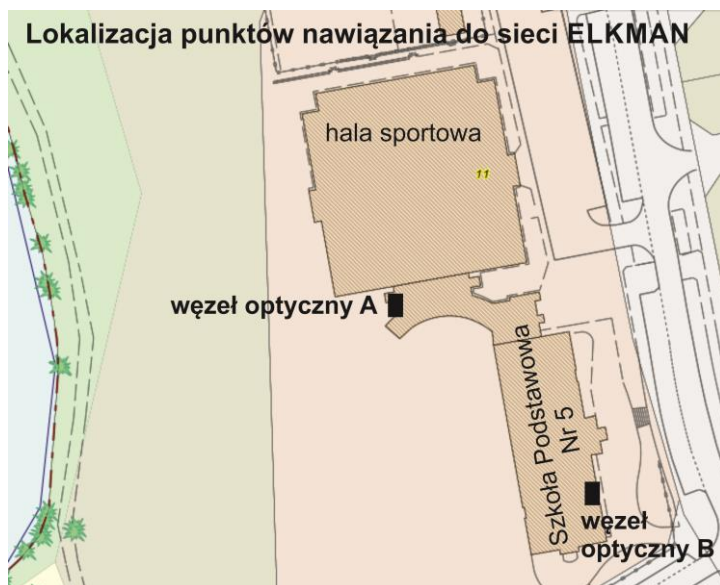 Lokalizacja punktów nawiązania do sieci ELKMAN
hala sportowa
11
węzeł optyczny A
Szkoła Podstawowa
Nr 5
węzeł
optyczny B